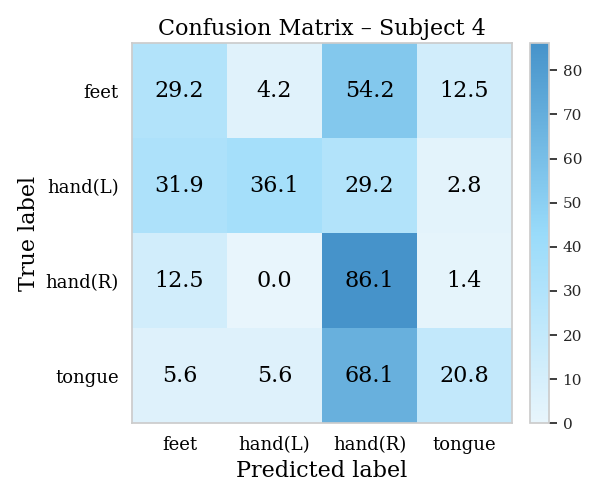 Confusion Matrix – Subject 4
True label
feet 29.2 4.2 54.2 12.5
hand(L) 31.9 36.1 29.2 2.8
hand(R) 12.5 0.0 86.1 1.4
tongue 5.6 5.6 68.1 20.8
feet hand(L) hand(R) tongue
Predicted label
80
70
60
50
40
30
20
10
0